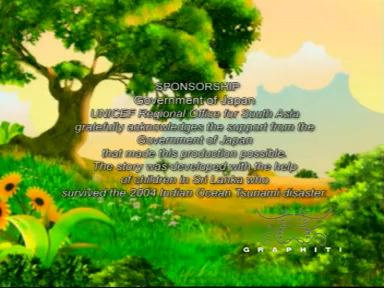 SPONSORSHIP
Government of Japan
UNICEF Regional Office for South Asia
gratefully acknowledges the support from the
Government of Japan
that made this production possible.
The story was developed with the help
of children in Sri Lanka who
survived the 2004 Indian Ocean Tsunami disaster.
GRAPHITI